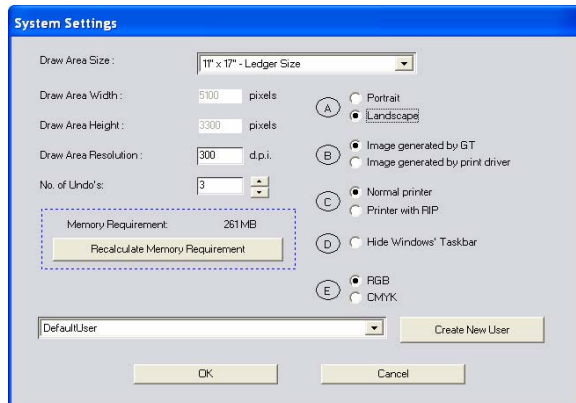 System Settings
Draw Area Size :
11" x 17" - Ledger Size
Draw Area Width :
5100
pixels
Draw Area Height :
3300
pixels
Draw Area Resolution :
300
d.p.i.
No. of Undo's:
3
Memory Requirement:
261MB
Recalculate Memory Requirement
A
Portrait
Landscape
B
Image generated by GT
Image generated by print driver
C
Normal printer
Printer with RIP
D
Hide Windows' Taskbar
E
RGB
CMYK
DefaultUser
Create New User
OK
Cancel